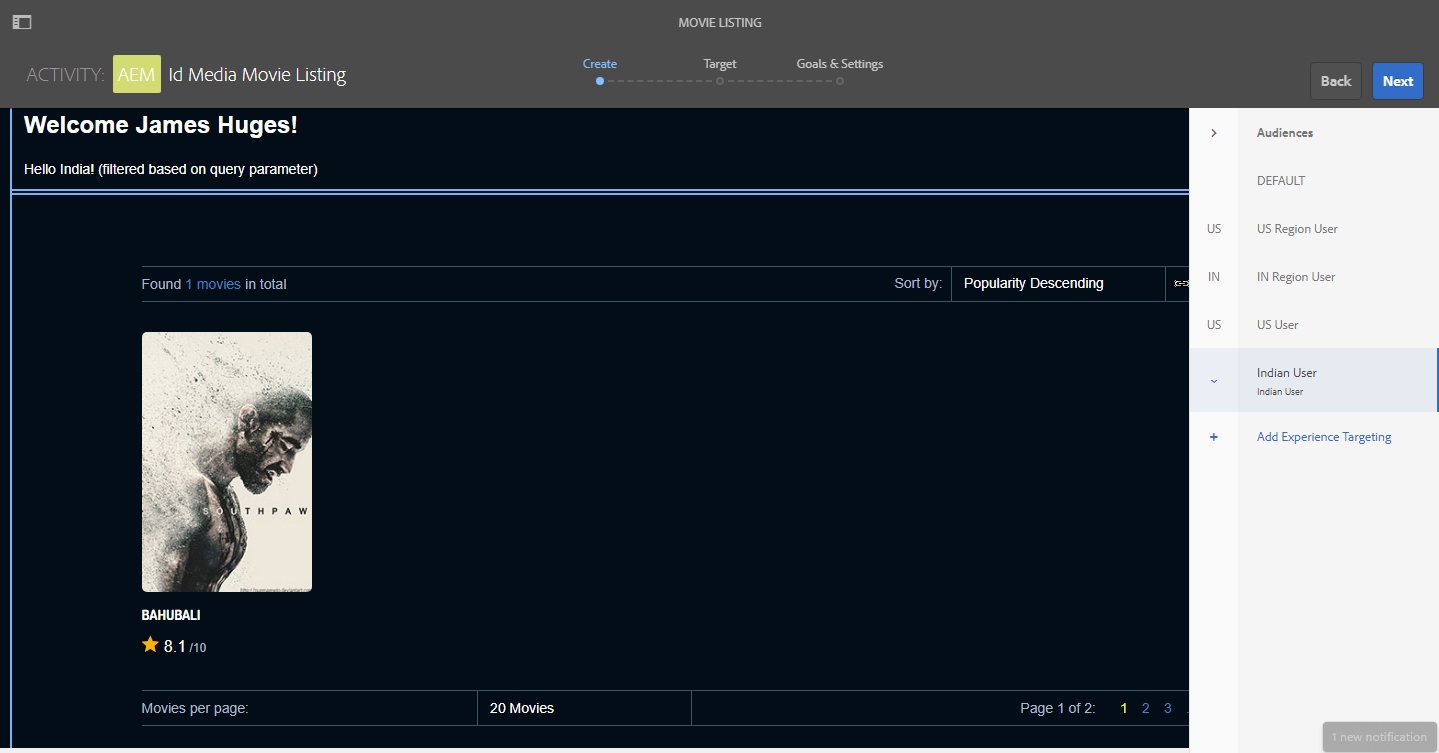 MOVIE LISTING
ACTIVITY: AEM Id Media Movie Listing
Create Target Goals & Settings
Back Next
Welcome James Huges!
Hello India! (filtered based on query parameter)
Found 1 movies in total
Sort by: Popularity Descending
SOUTHPAW
BAHUBALI
8.1 /10
Movies per page: 20 Movies
Page 1 of 2: 1 2 3 .
Audiences
DEFAULT
US US Region User
IN IN Region User
US US User
Indian User
Indian User
+ Add Experience Targeting
1 new notification